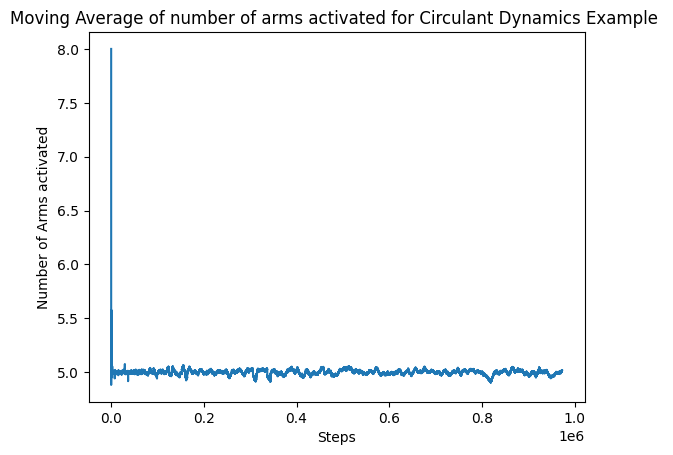 Moving Average of number of arms activated for Circulant Dynamics Example
8.0
7.5
7.0
6.5
6.0
5.5
5.0
Number of Arms activated
0.0 0.2 0.4 0.6 0.8 1.0
1e6
Steps